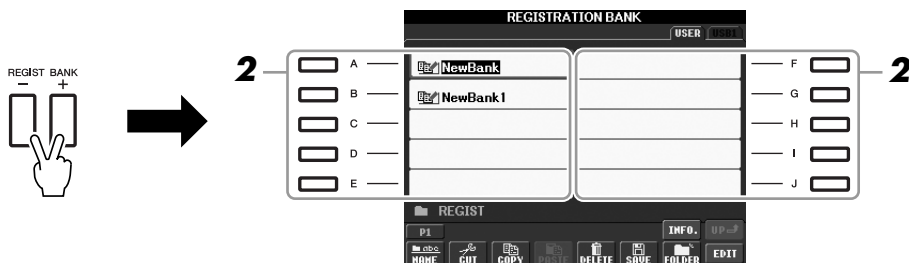 REGISTRATION BANK
USER USB1
REGIST BANK
- +
2
A NewBank F
B NewBank1 G
C H
D I
E J
2
REGIST
P1 INFO. UP
abc
NAME CUT COPY PASTE DELETE SAVE FOLDER EDIT